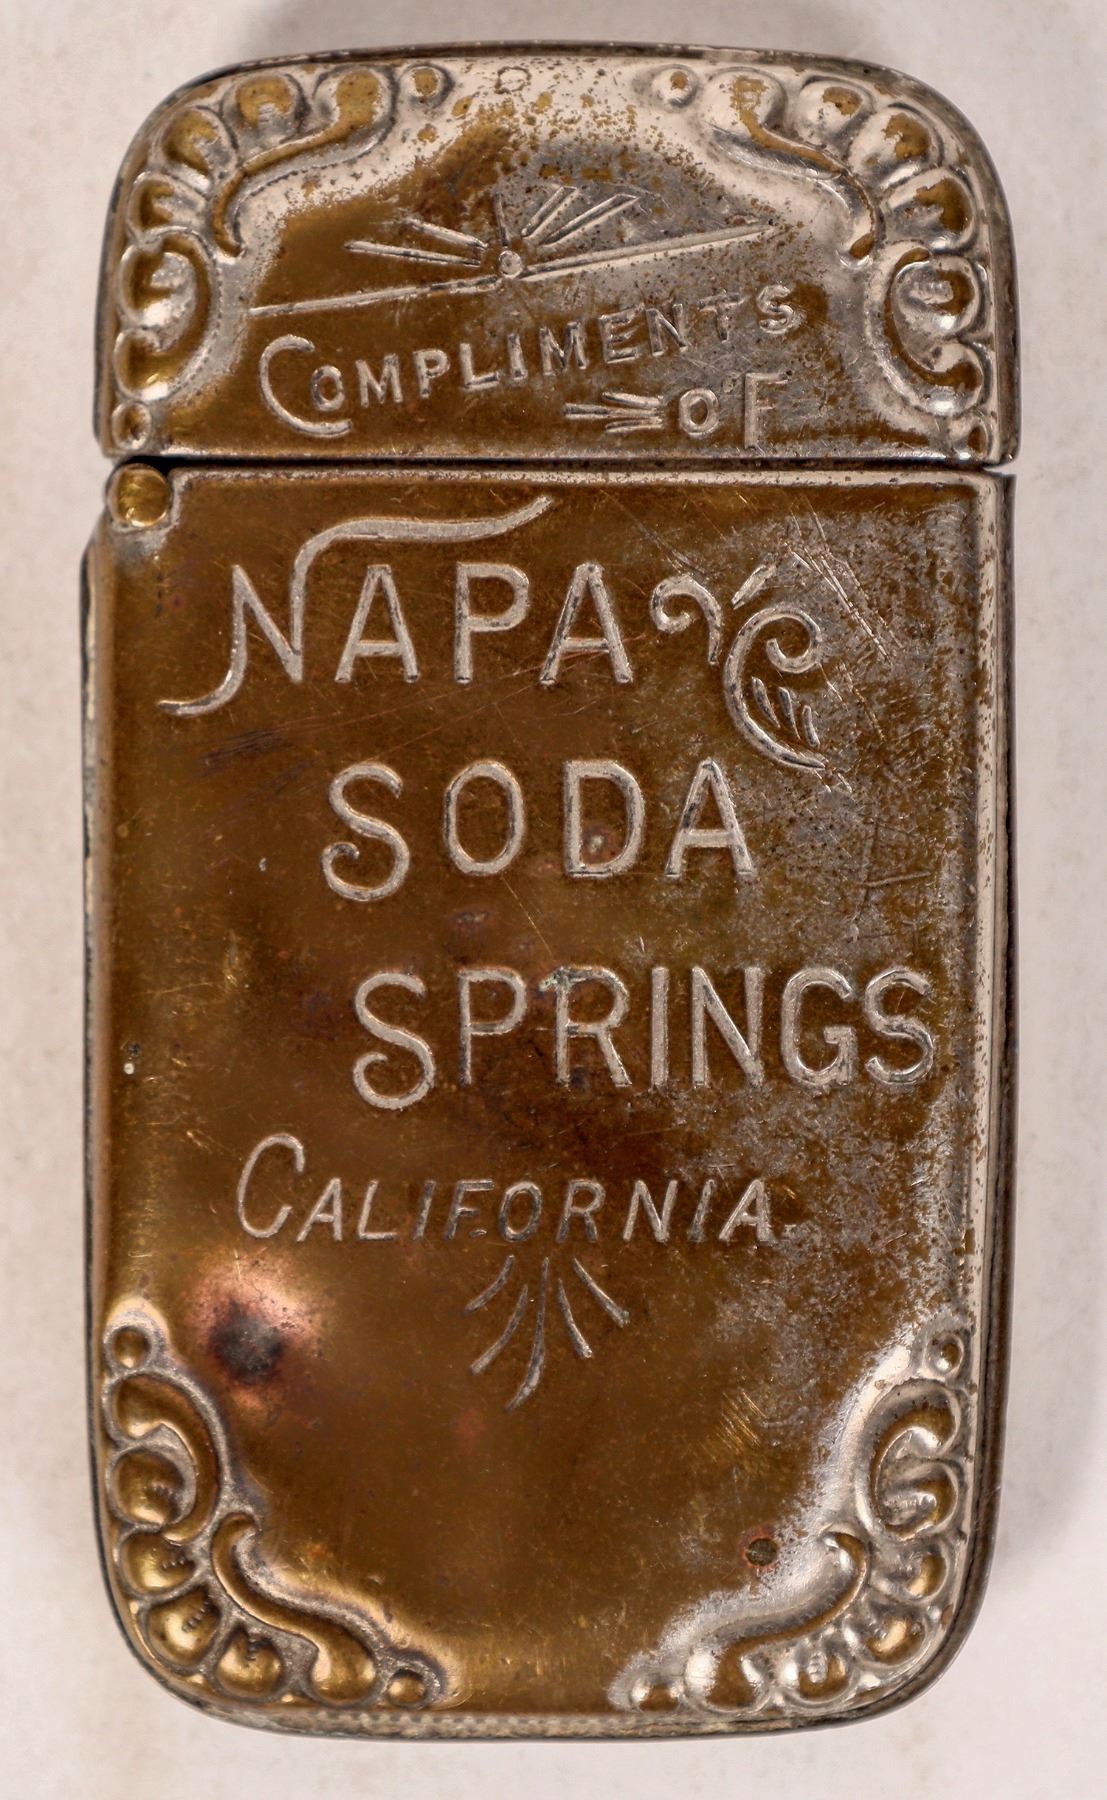 COMPLIMENTS
OF
NAPA
SODA
SPRINGS
CALIFORNIA